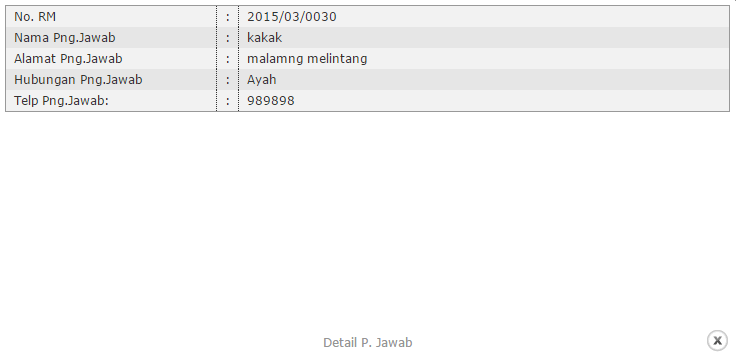 No. RM : 2015/03/0030
Nama Png.Jawab : kakak
Alamat Png.Jawab : malamng melintang
Hubungan Png.Jawab : Ayah
Telp Png.Jawab: : 989898
Detail P. Jawab